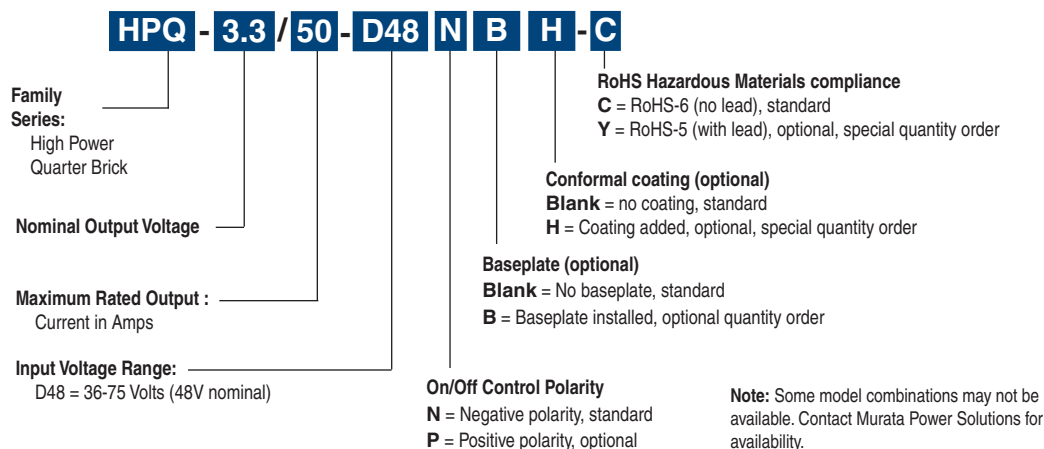 HPQ - 3.3 / 50 - D48 N B H - C
Family
Series:
High Power
Quarter Brick
Nominal Output Voltage
Maximum Rated Output :
Current in Amps
Input Voltage Range:
D48 = 36-75 Volts (48V nominal)
RoHS Hazardous Materials compliance
C = RoHS-6 (no lead), standard
Y = RoHS-5 (with lead), optional, special quantity order
Conformal coating (optional)
Blank = no coating, standard
H = Coating added, optional, special quantity order
Baseplate (optional)
Blank = No baseplate, standard
B = Baseplate installed, optional quantity order
On/Off Control Polarity
N = Negative polarity, standard
P = Positive polarity, optional
Note: Some model combinations may not be
available. Contact Murata Power Solutions for
availability.